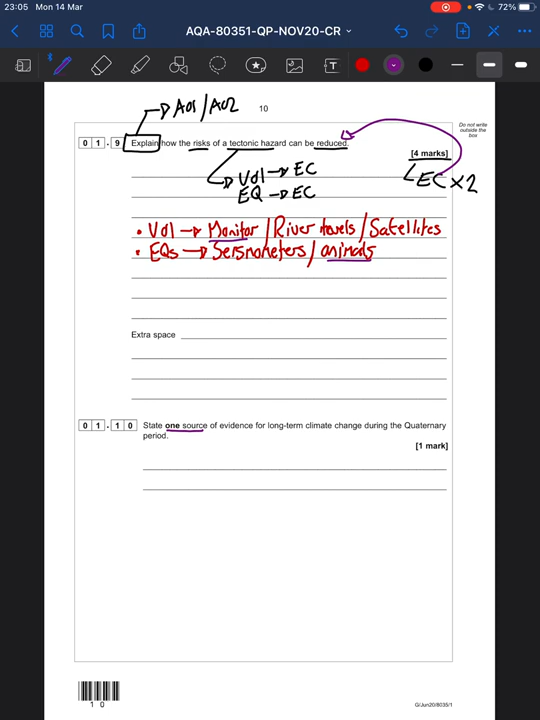 23:05 Mon 14 Mar
72%
AQA-80351-QP-NOV20-CR
T
→ AO1/AO2
10
Do not write
outside the
box
0 1 . 9 Explain how the risks of a tectonic hazard can be reduced.
[4 marks]
→ Vol → EC
EC x2
EQ → EC
• Vol → Monitor / River levels / Satellites
• EQs → Seismometers / animals
Extra space
0 1 . 1 0 State one source of evidence for long-term climate change during the Quaternary
period.
[1 mark]
1 0
G/Jun20/8035/1